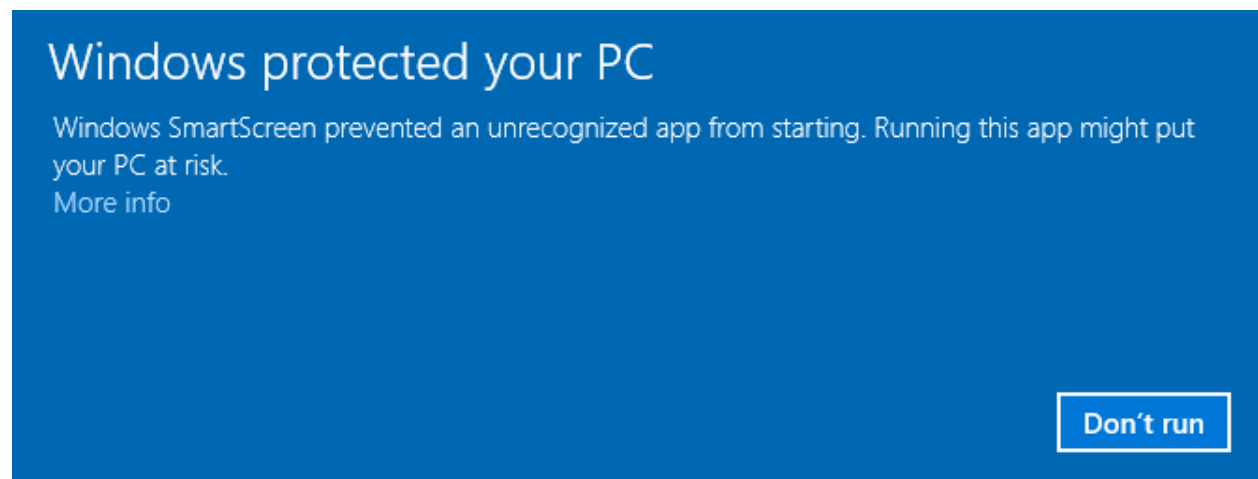 Windows protected your PC
Windows SmartScreen prevented an unrecognized app from starting. Running this app might put
your PC at risk.
More info
Don't run